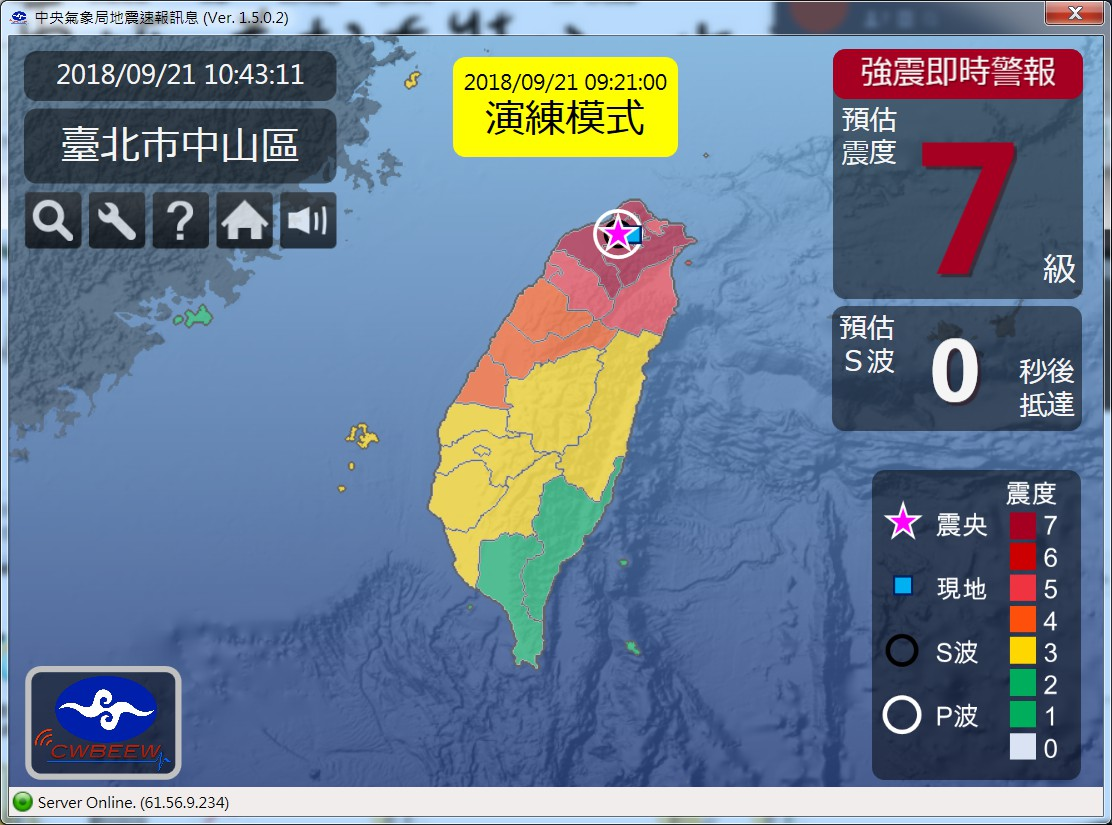 中央氣象局地震速報訊息 (Ver. 1.5.0.2)
2018/09/21 10:43:11
臺北市中山區
?
2018/09/21 09:21:00
演練模式
強震即時警報
預估
震度
7
級
預估
S波
0
秒後
抵達
震度
震央
現地
S波
P波
7
6
5
4
3
2
1
0
CWBEEW
Server Online. (61.56.9.234)